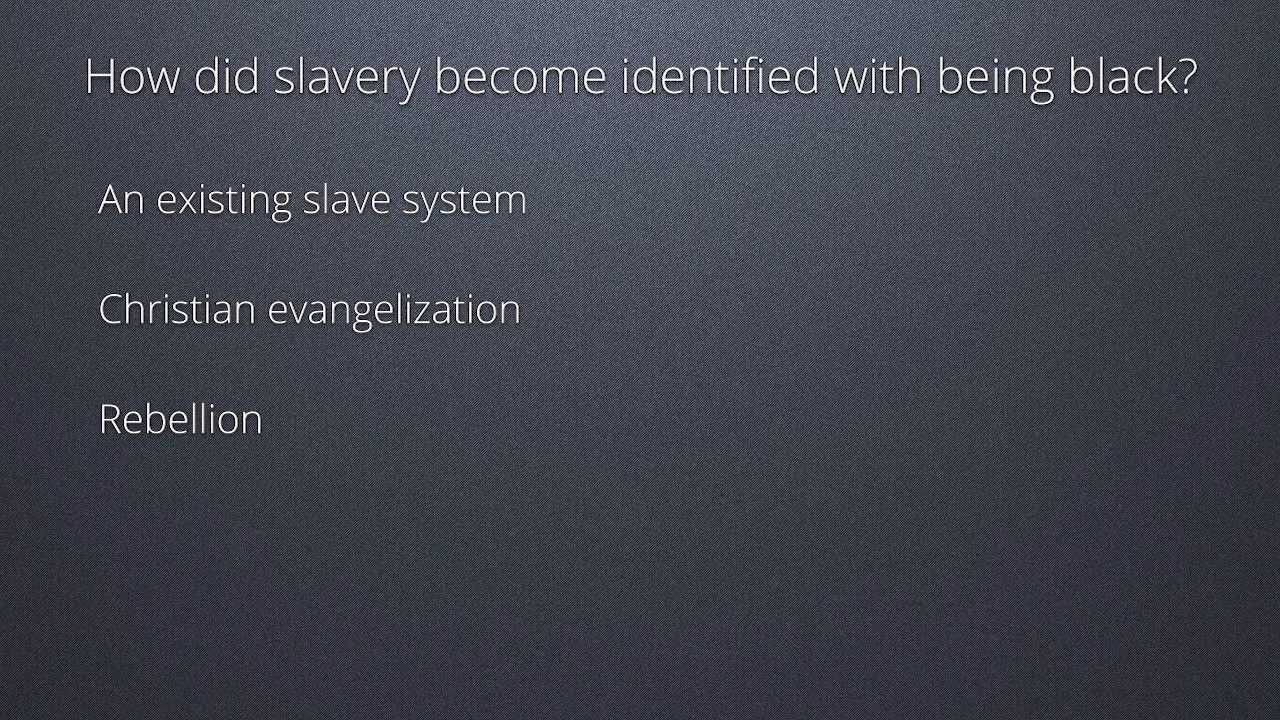 How did slavery become identified with being black?
An existing slave system
Christian evangelization
Rebellion